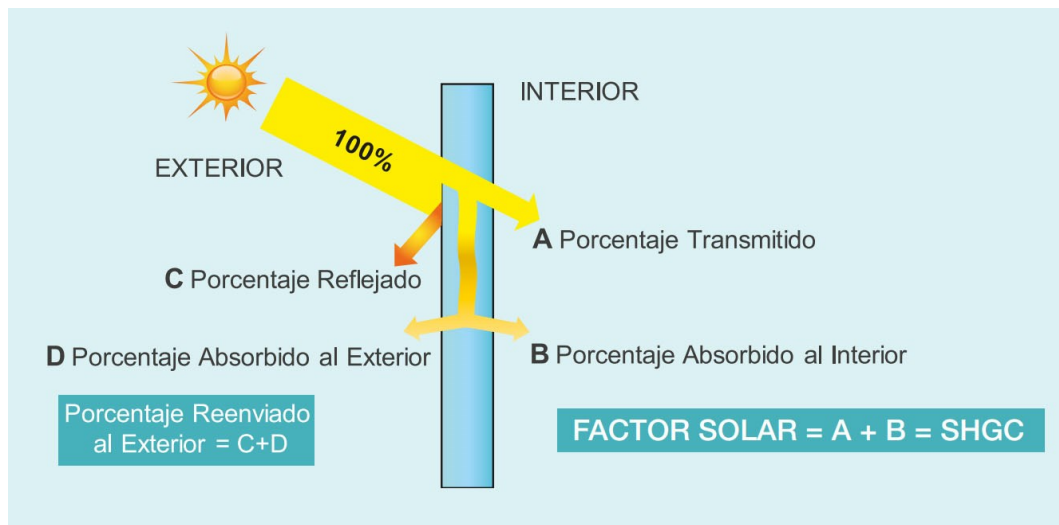 INTERIOR
100%
EXTERIOR
A Porcentaje Transmitido
C Porcentaje Reflejado
D Porcentaje Absorbido al Exterior
B Porcentaje Absorbido al Interior
Porcentaje Reenviado
al Exterior = C+D
FACTOR SOLAR = A + B = SHGC